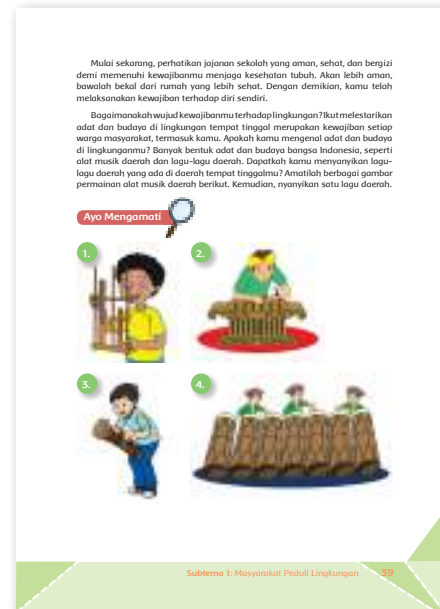 Mulai sekarang, perhatikan jajanan sekolah yang aman, sehat, dan bergizi
demi memenuhi kewajibanmu menjaga kesehatan tubuh. Akan lebih aman,
bawalah bekal dari rumah yang lebih sehat. Dengan demikian, kamu telah
melaksanakan kewajiban terhadap diri sendiri.
Bagaimanakah wujud kewajibanmu terhadap lingkungan? Ikut melestarikan
adat dan budaya di lingkungan tempat tinggal merupakan kewajiban setiap
warga masyarakat, termasuk kamu. Apakah kamu mengenal adat dan budaya
di lingkunganmu? Banyak bentuk adat dan budaya bangsa Indonesia, seperti
alat musik daerah dan lagu-lagu daerah. Dapatkah kamu menyanyikan lagu-
lagu daerah yang ada di daerah tempat tinggalmu? Amatilah berbagai gambar
permainan alat musik daerah berikut. Kemudian, nyanyikan satu lagu daerah.
Ayo Mengamati
1.
2.
3.
4.
Subtema 1: Masyarakat Peduli Lingkungan 39